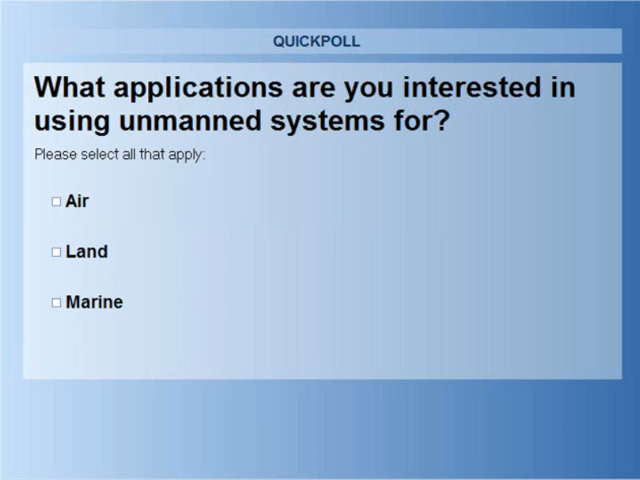 QUICKPOLL
What applications are you interested in
using unmanned systems for?
Please select all that apply:
Air
Land
Marine